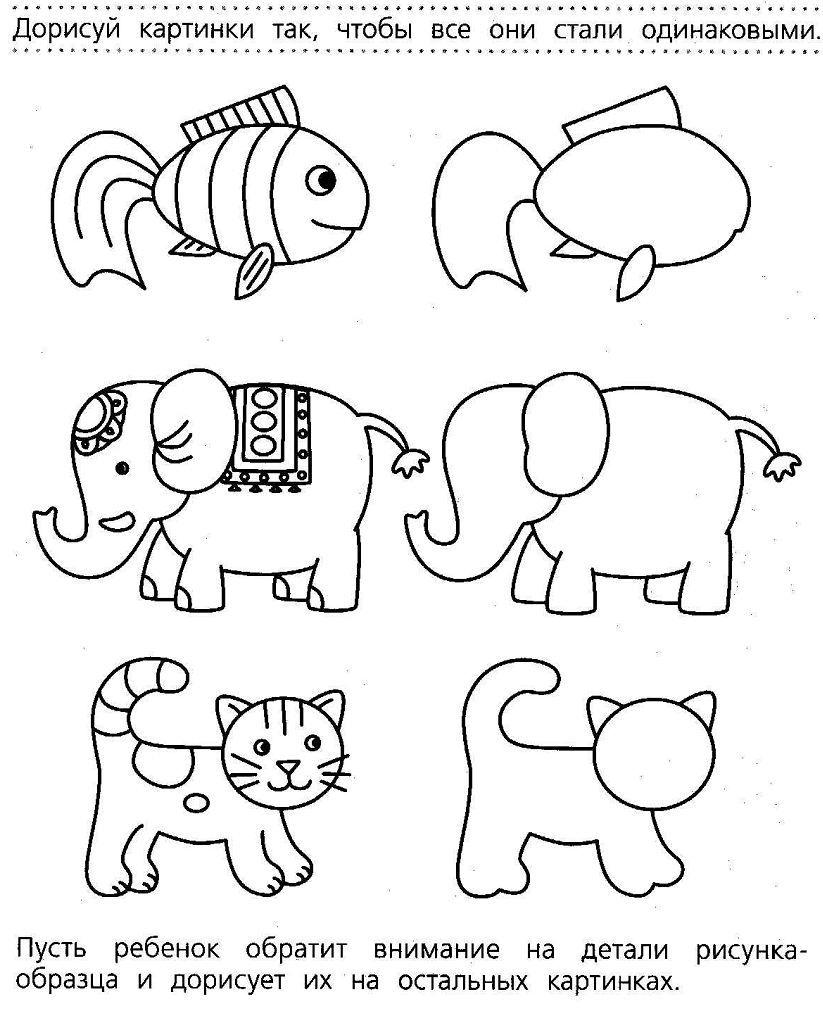 Дорисуй картинки так, чтобы все они стали одинаковыми.
Пусть ребенок обратит внимание на детали рисунка-
образца и дорисует их на остальных картинках.